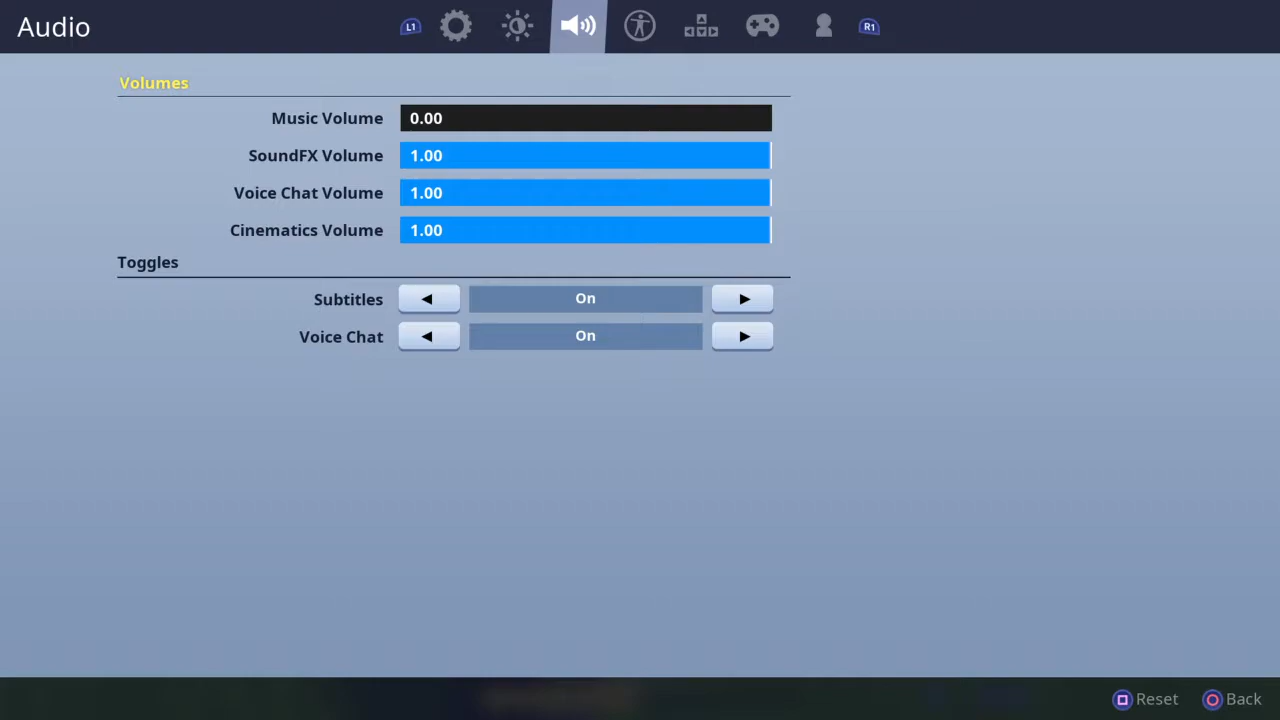 Audio
L1
R1
Volumes
Music Volume 0.00
SoundFX Volume 1.00
Voice Chat Volume 1.00
Cinematics Volume 1.00
Toggles
Subtitles On
Voice Chat On
Reset Back